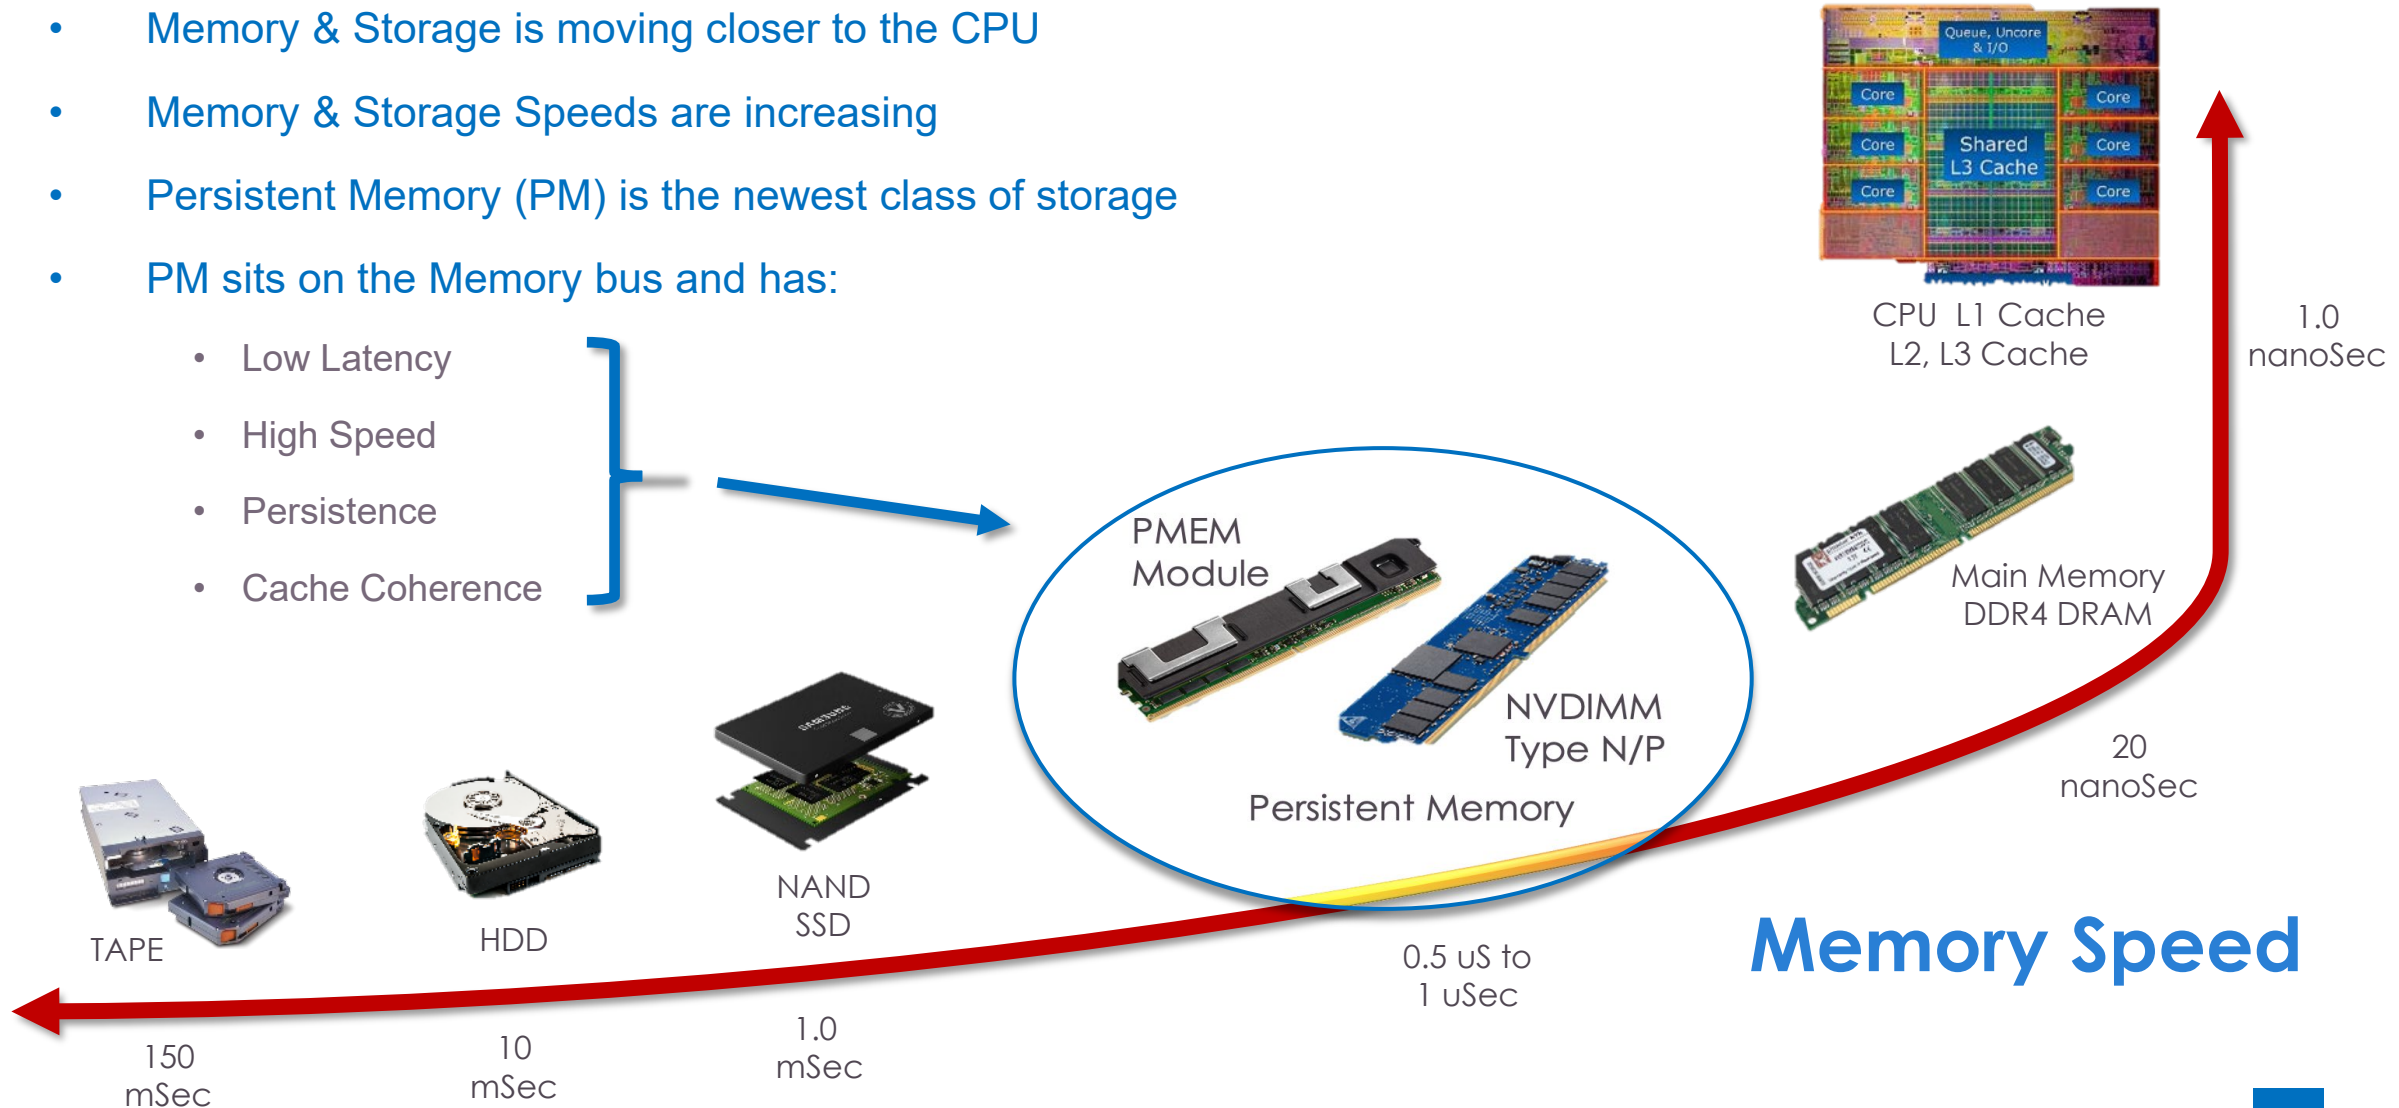 • Memory & Storage is moving closer to the CPU
• Memory & Storage Speeds are increasing
• Persistent Memory (PM) is the newest class of storage
• PM sits on the Memory bus and has:
• Low Latency
• High Speed
• Persistence
• Cache Coherence
Queue, Uncore
& I/O
Core
Core
Core
Shared
L3 Cache
Core
Core
Core
CPU L1 Cache
L2, L3 Cache
1.0
nanoSec
Main Memory
DDR4 DRAM
20
nanoSec
PMEM
Module
NVDIMM
Type N/P
Persistent Memory
0.5 uS to
1 uSec
SAMSUNG
NAND
SSD
1.0
mSec
HDD
10
mSec
TAPE
150
mSec
Memory Speed